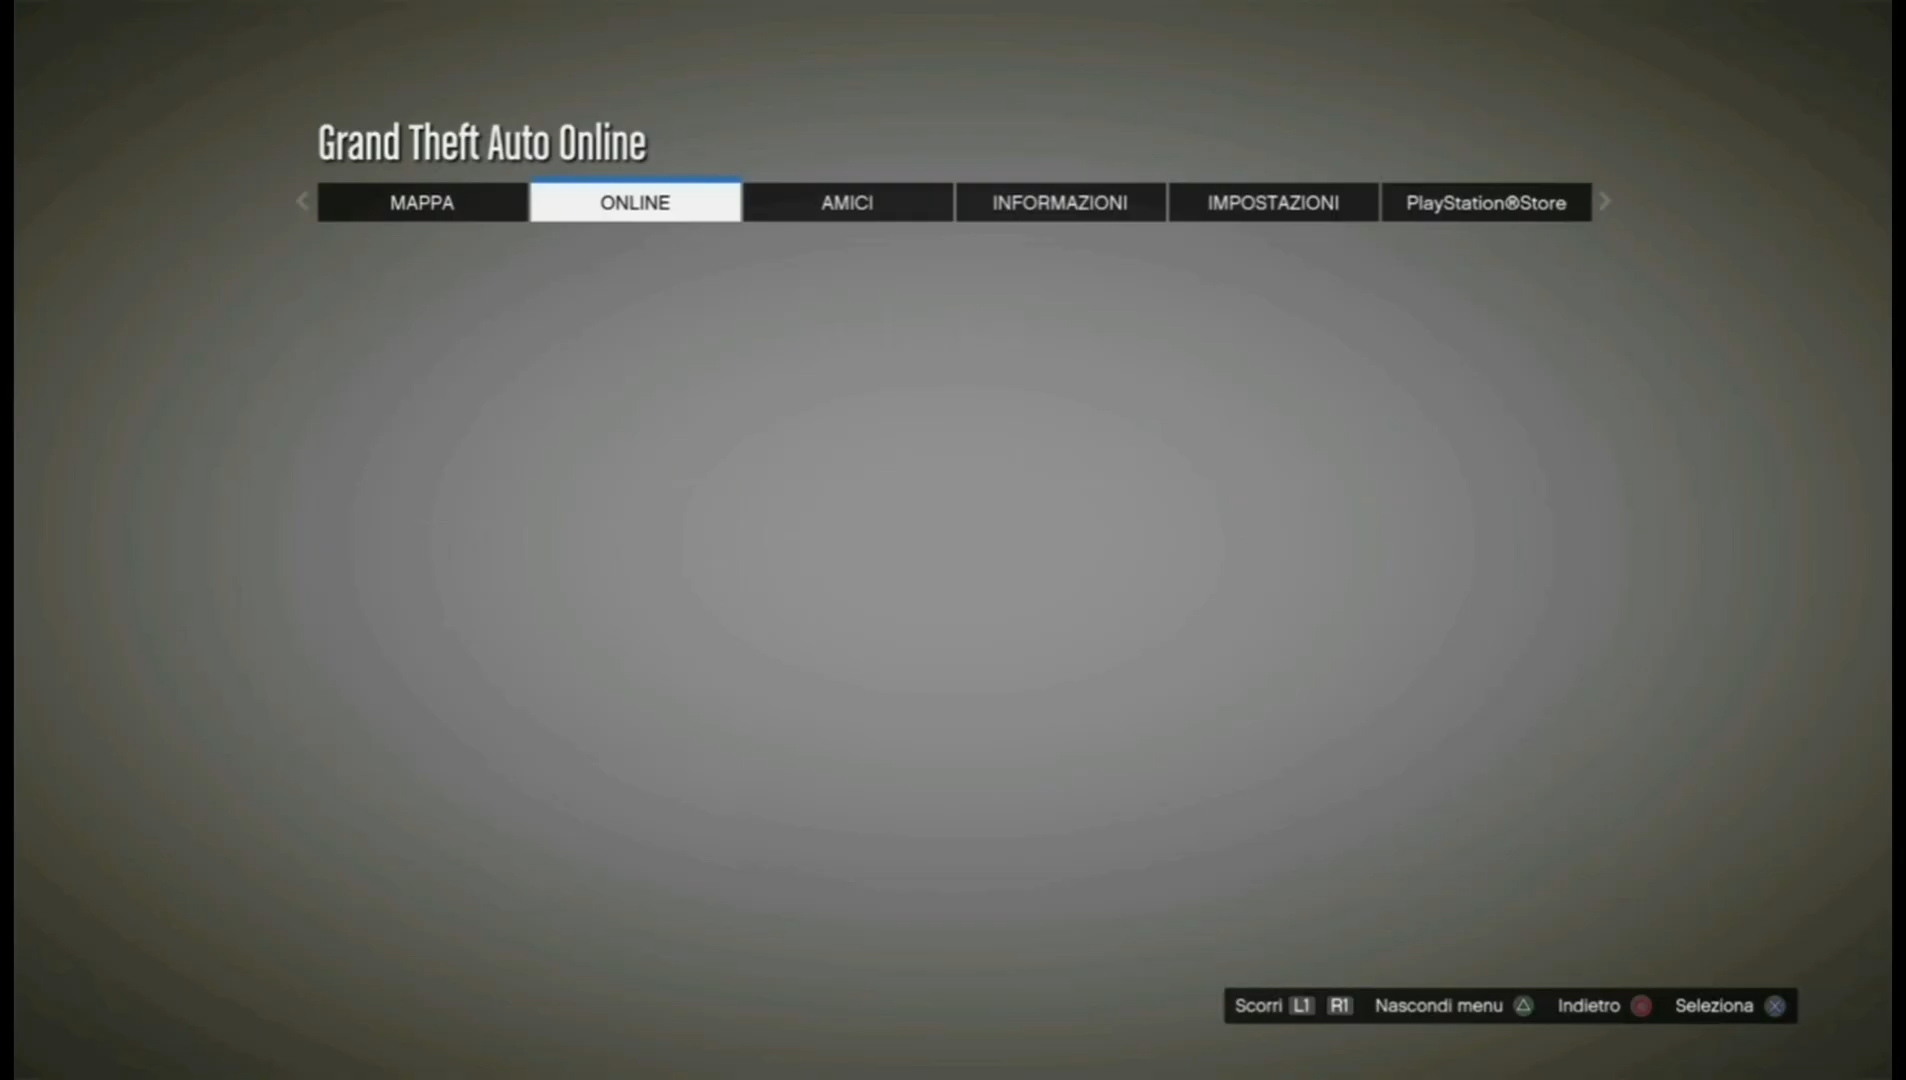 Grand Theft Auto Online
MAPPA ONLINE AMICI INFORMAZIONI IMPOSTAZIONI PlayStation®Store
Scorri L1 R1 Nascondi menu Indietro Seleziona